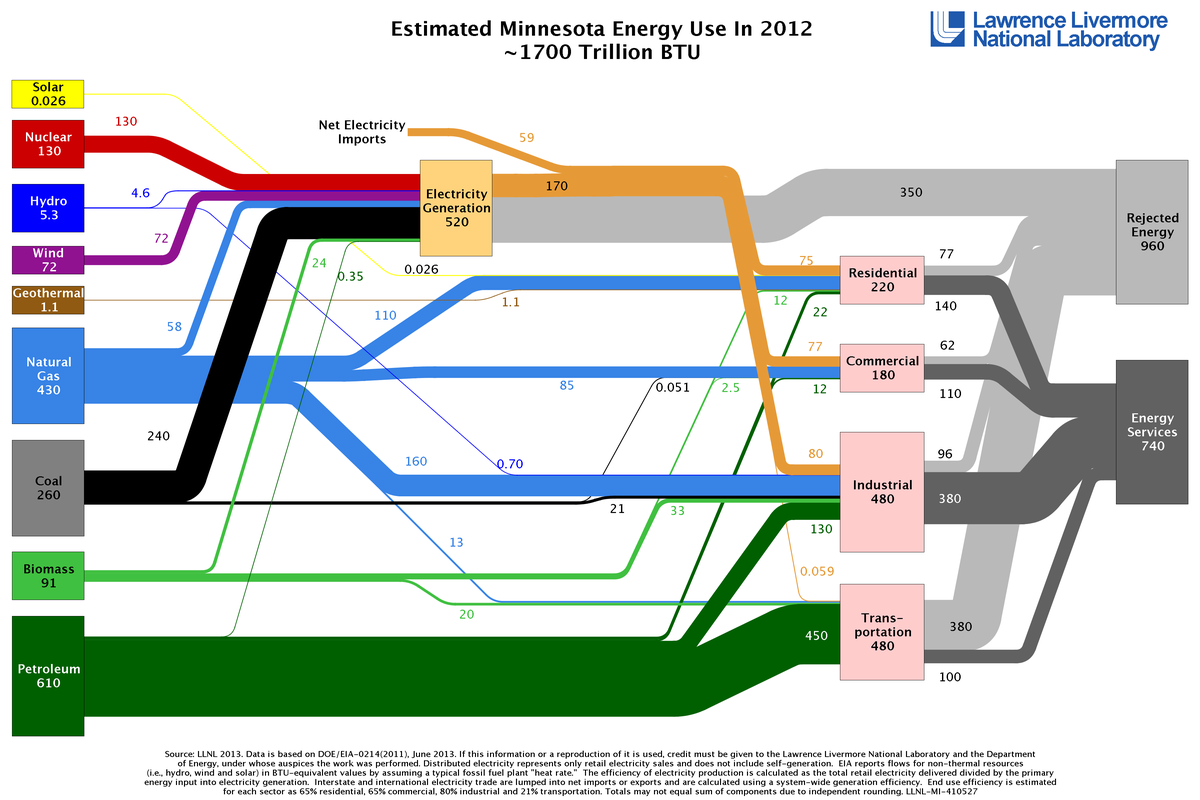 Estimated Minnesota Energy Use In 2012
~1700 Trillion BTU
Lawrence Livermore
National Laboratory
Solar
0.026
Nuclear
130
130
Net Electricity
Imports
59
Hydro
5.3
4.6
Wind
72
72
Geothermal
1.1
Natural
Gas
430
58
Coal
260
240
Biomass
91
Petroleum
610
Electricity
Generation
520
170
350
24
0.35
0.026
1.1
110
85
0.051
160
0.70
21
13
20
33
2.5
12
22
12
75
77
80
130
0.059
450
Residential
220
Commercial
180
Industrial
480
Trans-
portation
480
77
140
62
110
96
380
380
100
Rejected
Energy
960
Energy
Services
740
Source: LLNL 2013. Data is based on DOE/EIA-0214(2011), June 2013. If this information or a reproduction of it is used, credit must be given to the Lawrence Livermore National Laboratory and the Department
of Energy, under whose auspices the work was performed. Distributed electricity represents only retail electricity sales and does not include self-generation. EIA reports flows for non-thermal resources
(i.e., hydro, wind and solar) in BTU-equivalent values by assuming a typical fossil fuel plant "heat rate." The efficiency of electricity production is calculated as the total retail electricity delivered divided by the primary
energy input into electricity generation. Interstate and international electricity trade are lumped into net imports or exports and are calculated using a system-wide generation efficiency. End use efficiency is estimated
for each sector as 65% residential, 65% commercial, 80% industrial and 21% transportation. Totals may not equal sum of components due to independent rounding. LLNL-MI-410527